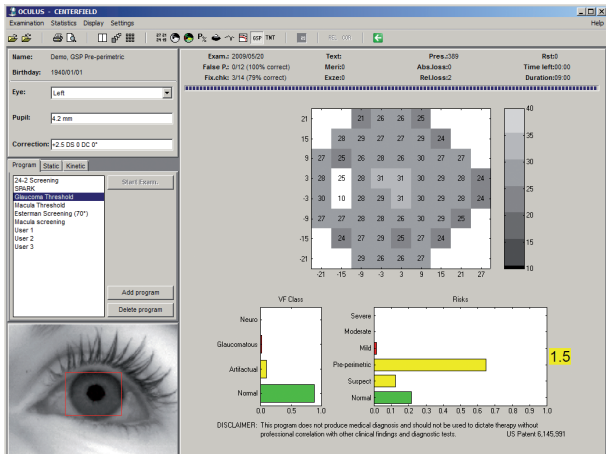 OCULUS - CENTERFIELD
Examination Statistics Display Settings Help
GSP TNT REL. COR.
Name: Demo, GSP Pre-perimetric
Birthday: 1940/01/01
Eye: Left
Pupil: 4.2 mm
Correction: +2.5 DS 0 DC 0°
Program Static Kinetic
24-2 Screening
SPARK
Glaucoma Threshold
Macula Threshold
Esterman Screening (70°)
Macula screening
User 1
User 2
User 3
Start Exam.
Add program
Delete program
Exam.: 2009/05/20 Text: Pres.:389 Rst:0
False P.: 0/12 (100% correct) Meri:0 Abs.loss:0 Time left:00:00
Fix.chk: 3/14 (79% correct) Exze:0 Rel.loss:2 Duration:09:00
21 21 26 26 25
15 28 29 27 27 29 24
9 27 25 26 28 26 30 27 27
3 28 25 28 31 31 30 29 28 24
-3 30 10 28 29 31 30 29 28 24
-9 27 28 29 28 30 26 29 25
-15 24 27 29 25 27 24
-21 29 26 26 27
-21 -15 -9 -3 3 9 15 21 27
40
35
30
25
20
15
10
VF Class
Neuro
Glaucomatous
Artifactual
Normal
0.0 0.5 1.0
Risks
Severe
Moderate
Mild
Pre-perimetric
Suspect
Normal
0.0 0.1 0.2 0.3 0.4 0.5 0.6 0.7 0.8 0.9 1.0
1.5
DISCLAIMER: This program does not produce medical diagnosis and should not be used to dictate therapy without
professional correlation with other clinical findings and diagnostic tests. US Patent 6,145,991